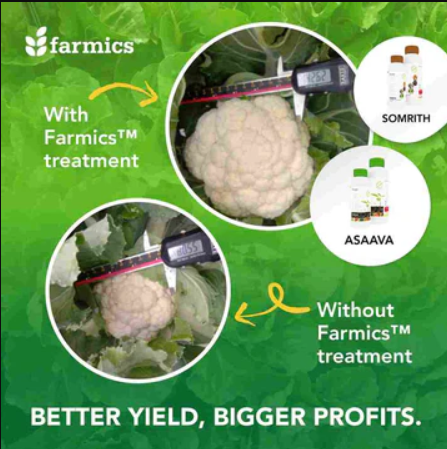 farmics™
With
Farmics™
treatment
SOMRITH
ASAAVA
Without
Farmics™
treatment
BETTER YIELD, BIGGER PROFITS.